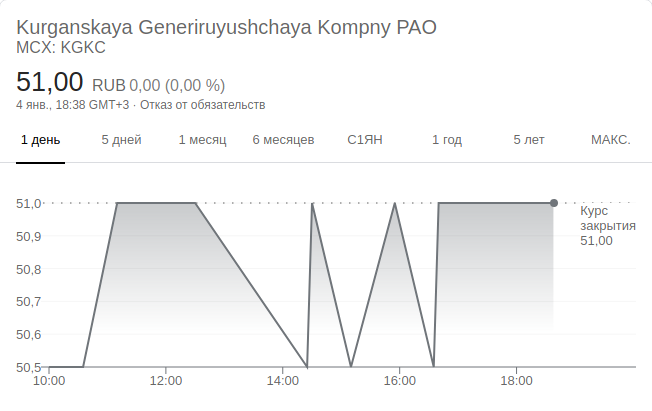 Kurganskaya Generiruyushchaya Kompny PAO
MCX: KGKC
51,00 RUB 0,00 (0,00 %)
4 янв., 18:38 GMT+3 · Отказ от обязательств
1 день 5 дней 1 месяц 6 месяцев С1ЯН 1 год 5 лет МАКС.
51,0
Курс
закрытия
51,00
50,9
50,8
50,7
50,6
50,5
10:00 12:00 14:00 16:00 18:00